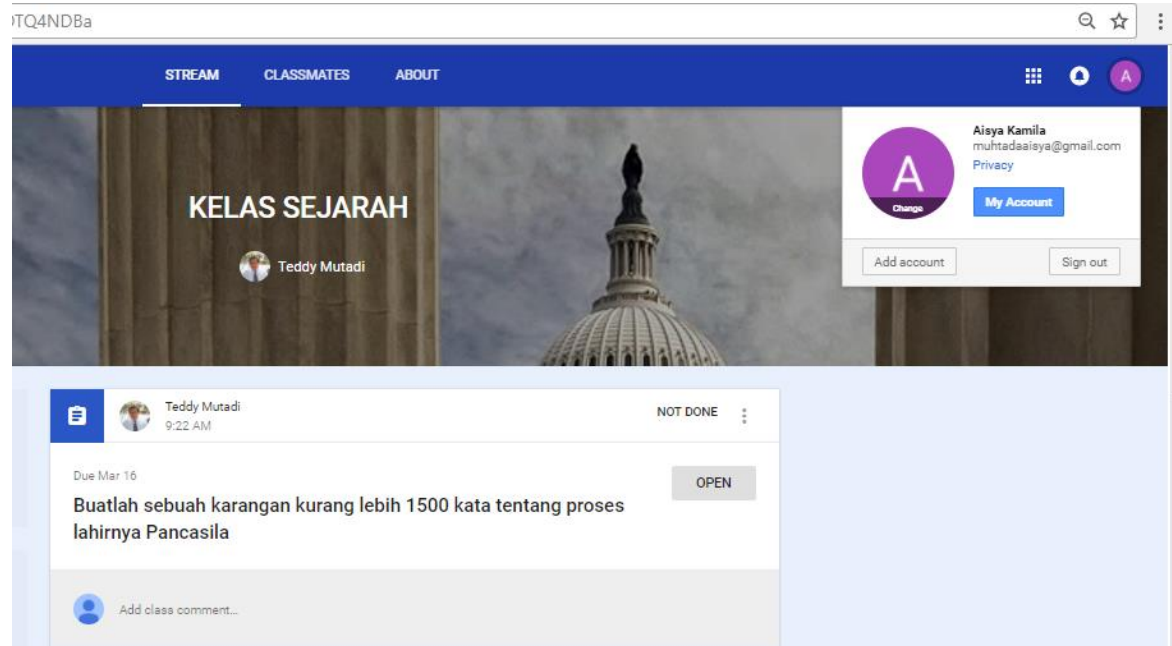 TQ4NDBa
STREAM CLASSMATES ABOUT
A
Aisya Kamila
muhtadaaisya@gmail.com
Privacy
A
Change
My Account
Add account Sign out
KELAS SEJARAH
Teddy Mutadi
Teddy Mutadi
9:22 AM
NOT DONE
Due Mar 16
OPEN
Buatlah sebuah karangan kurang lebih 1500 kata tentang proses
lahirnya Pancasila
Add class comment...